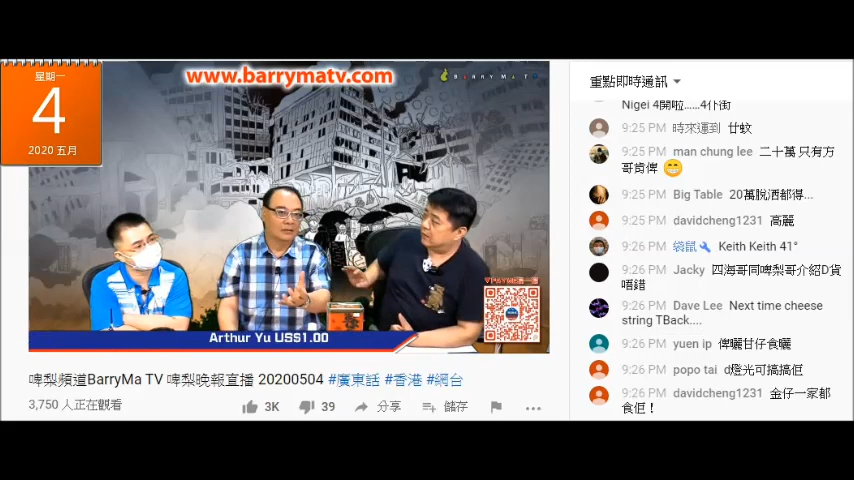 星期一
4
2020 五月
www.barrymatv.com
BARRY MA TV
Arthur Yu US$1.00
啤梨頻道BarryMa TV 啤梨晚報直播 20200504 #廣東話 #香港 #網台
3,750 人正在觀看
3K
39
分享
儲存
重點即時通訊
Nigei 4開啦......4仆街
9:25 PM 時來運到 廿蚊
9:25 PM man chung lee 二十萬 只有方
哥肯俾 😁
9:25 PM Big Table 20萬脫洒都得...
9:25 PM davidcheng1231 高麗
9:26 PM 袋鼠 Keith Keith 41°
9:26 PM Jacky 四海哥同啤梨哥介紹D貨
唔錯
9:26 PM Dave Lee Next time cheese
string TBack....
9:26 PM yuen ip 俾曬甘仔食曬
9:26 PM popo tai d燈光可搞搞佢
9:26 PM davidcheng1231 金仔一家都
食佢！